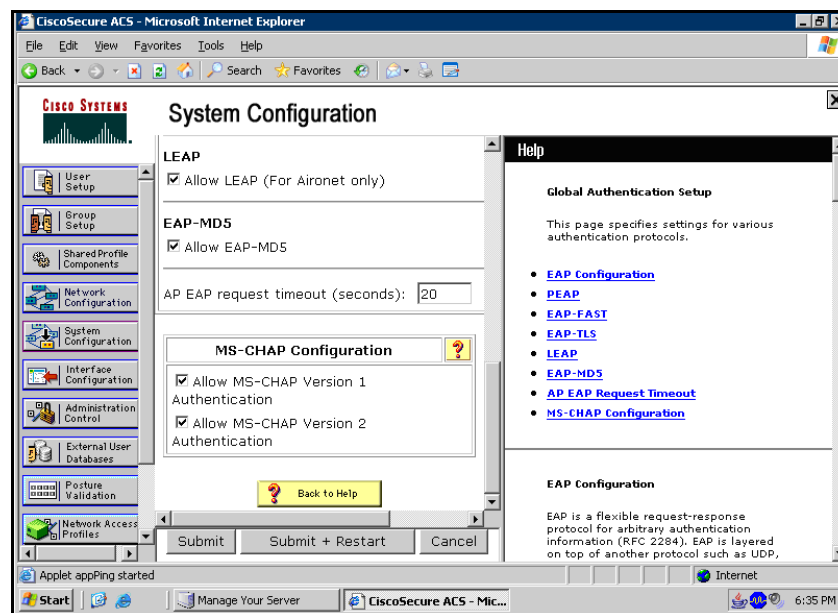 CiscoSecure ACS - Microsoft Internet Explorer
File Edit View Favorites Tools Help
Back Search Favorites
CISCO SYSTEMS
System Configuration
User
Setup
Group
Setup
Shared Profile
Components
Network
Configuration
System
Configuration
Interface
Configuration
Administration
Control
External User
Databases
Posture
Validation
Network Access
Profiles
LEAP
Allow LEAP (For Aironet only)
EAP-MD5
Allow EAP-MD5
AP EAP request timeout (seconds): 20
MS-CHAP Configuration
?
Allow MS-CHAP Version 1
Authentication
Allow MS-CHAP Version 2
Authentication
? Back to Help
Submit Submit + Restart Cancel
Help
Global Authentication Setup
This page specifies settings for various
authentication protocols.
EAP Configuration
PEAP
EAP-FAST
EAP-TLS
LEAP
EAP-MD5
AP EAP Request Timeout
MS-CHAP Configuration
EAP Configuration
EAP is a flexible request-response
protocol for arbitrary authentication
information (RFC 2284). EAP is layered
on top of another protocol such as UDP,
Applet appPing started
Internet
Start Manage Your Server CiscoSecure ACS - Mic... 6:35 PM